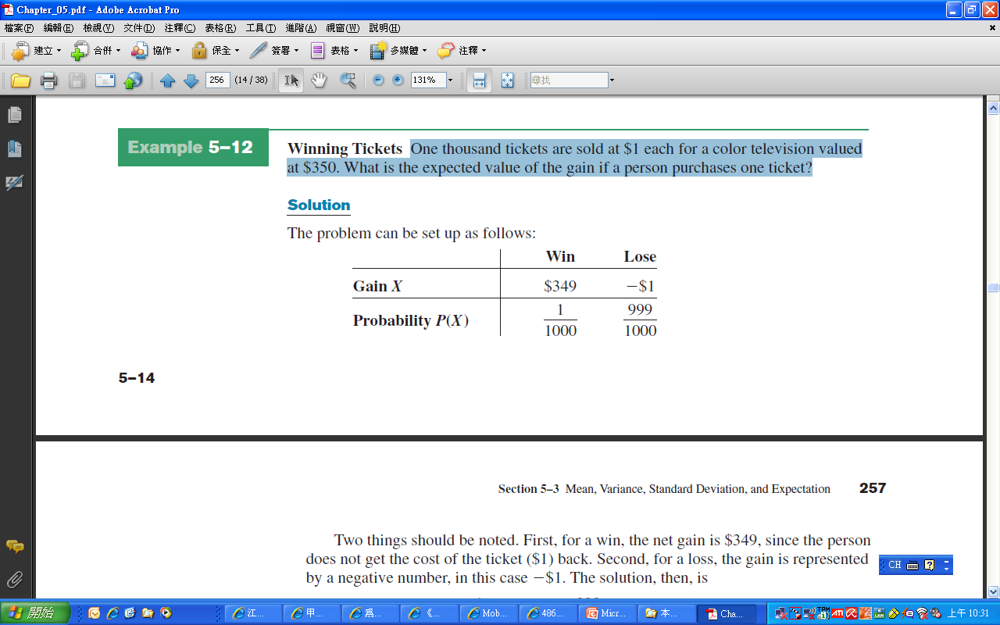 Chapter_05.pdf - Adobe Acrobat Pro
檔案(F) 編輯(E) 檢視(V) 文件(D) 注釋(C) 表格(R) 工具(T) 進階(A) 視窗(W) 說明(H)
建立 合併 協作 保全 簽署 表格 多媒體 注釋
256 (14 / 38) 131% 尋找
Example 5–12
Winning Tickets One thousand tickets are sold at $1 each for a color television valued
at $350. What is the expected value of the gain if a person purchases one ticket?
Solution
The problem can be set up as follows:
Win Lose
Gain X $349 −$1
Probability P(X) 1/1000 999/1000
5–14
Section 5–3 Mean, Variance, Standard Deviation, and Expectation 257
Two things should be noted. First, for a win, the net gain is $349, since the person
does not get the cost of the ticket ($1) back. Second, for a loss, the gain is represented
by a negative number, in this case −$1. The solution, then, is
CH
開始 江... 甲... 為... 《... Mob... 486... Micr... 本... Cha... 上午 10:31